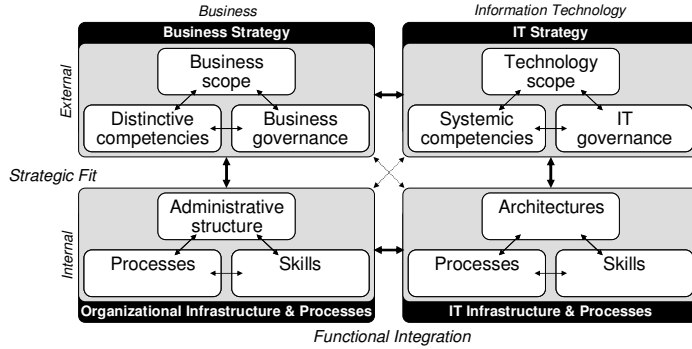 Business
Information Technology
Business Strategy
IT Strategy
External
Business
scope
Technology
scope
Distinctive
competencies
Business
governance
Systemic
competencies
IT
governance
Strategic Fit
Internal
Administrative
structure
Architectures
Processes
Skills
Processes
Skills
Organizational Infrastructure & Processes
IT Infrastructure & Processes
Functional Integration